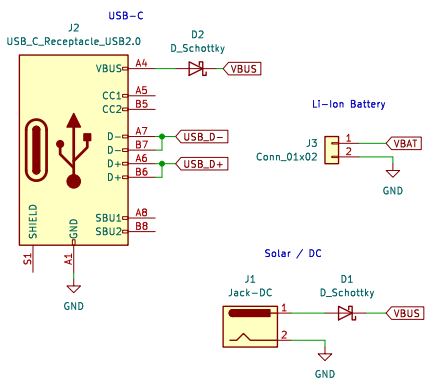 USB-C
J2
USB_C_Receptacle_USB2.0
D2
D_Schottky
VBUS
A4
VBUS
CC1
A5
CC2
B5
D-
A7
USB_D-
D-
B7
D+
A6
USB_D+
D+
B6
SBU1
A8
SBU2
B8
SHIELD
GND
S1
A1
GND
Li-Ion Battery
J3
Conn_01x02
1
VBAT
2
GND
Solar / DC
J1
Jack-DC
D1
D_Schottky
1
VBUS
2
GND